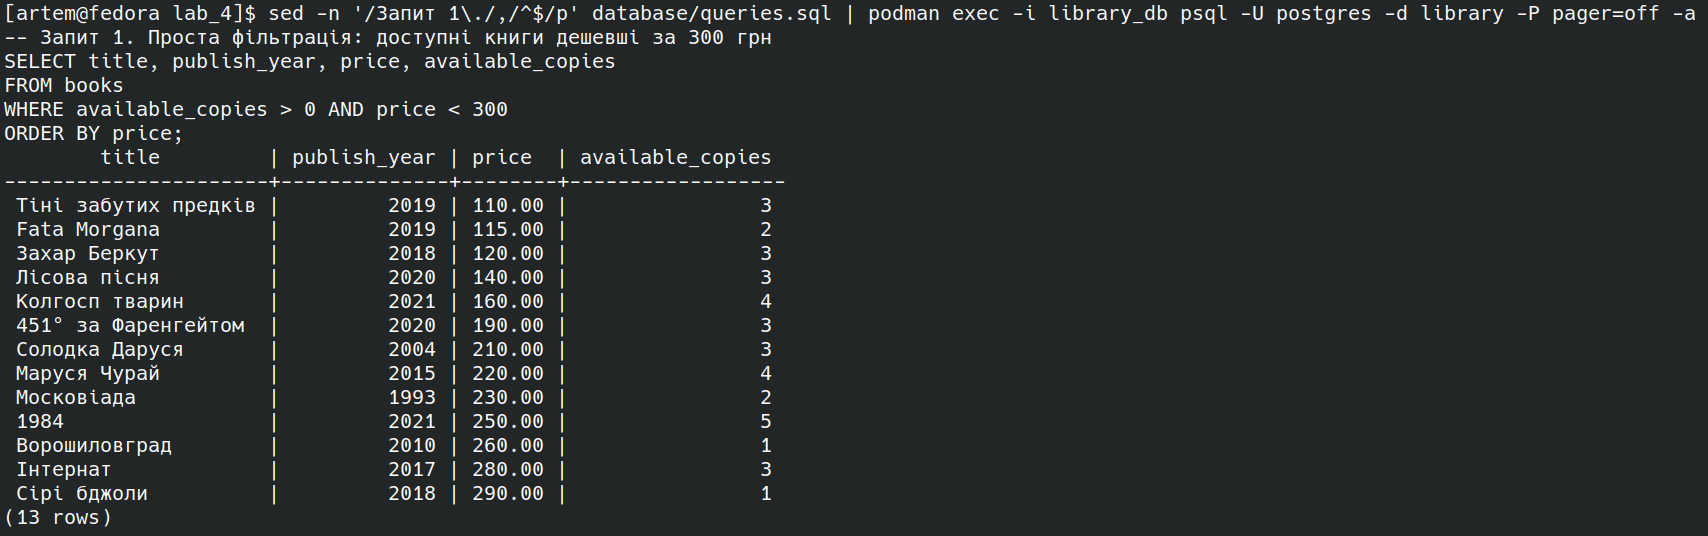 [artem@fedora lab_4]$ sed -n '/Запит 1\./,/^$/p' database/queries.sql | podman exec -i library_db psql -U postgres -d library -P pager=off -a
-- Запит 1. Проста фільтрація: доступні книги дешевші за 300 грн
SELECT title, publish_year, price, available_copies
FROM books
WHERE available_copies > 0 AND price < 300
ORDER BY price;
        title         | publish_year | price  | available_copies
----------------------+--------------+--------+------------------
 Тіні забутих предків |         2019 | 110.00 |                3
 Fata Morgana         |         2019 | 115.00 |                2
 Захар Беркут         |         2018 | 120.00 |                3
 Лісова пісня         |         2020 | 140.00 |                3
 Колгосп тварин       |         2021 | 160.00 |                4
 451° за Фаренгейтом  |         2020 | 190.00 |                3
 Солодка Даруся       |         2004 | 210.00 |                3
 Маруся Чурай         |         2015 | 220.00 |                4
 Московіада           |         1993 | 230.00 |                2
 1984                 |         2021 | 250.00 |                5
 Ворошиловград        |         2010 | 260.00 |                1
 Інтернат             |         2017 | 280.00 |                3
 Сірі бджоли          |         2018 | 290.00 |                1
(13 rows)